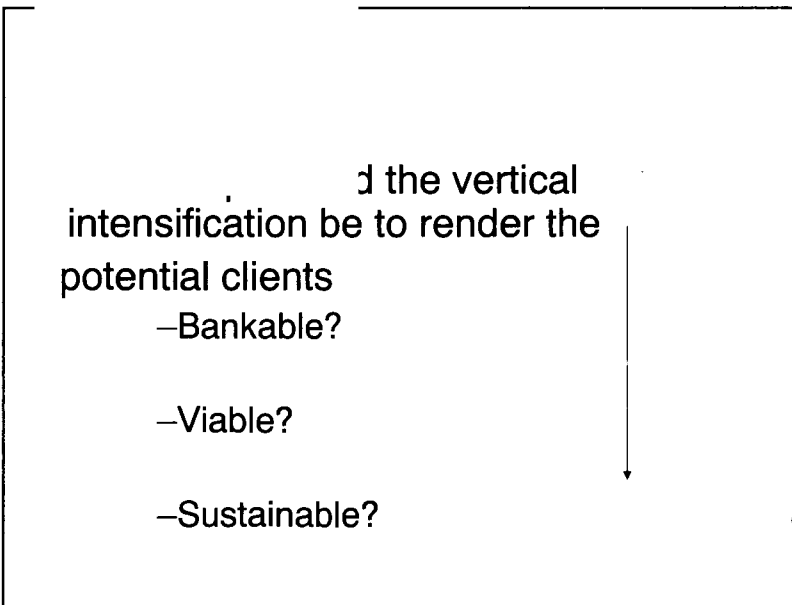 the vertical
intensification be to render the
potential clients
–Bankable?
–Viable?
–Sustainable?